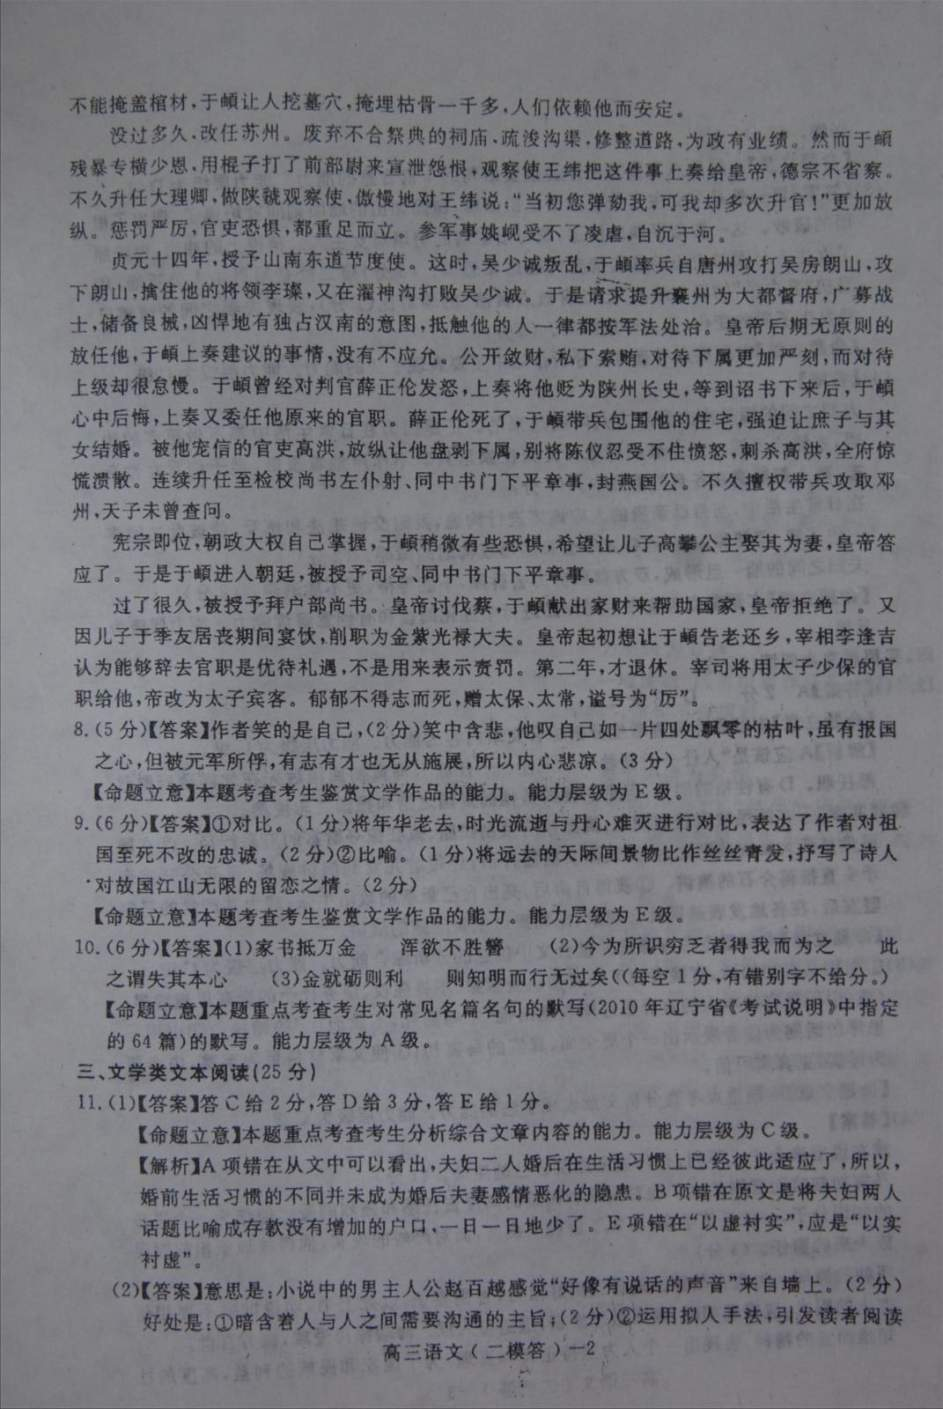 不能掩盖棺材,于頔让人挖墓穴,掩埋枯骨一千多,人们依赖他而安定。
没过多久,改任苏州。废弃不合祭典的祠庙,疏浚沟渠,修整道路,为政有业绩。然而于頔
残暴专横少恩,用棍子打了前部尉来宣泄怨恨,观察使王纬把这件事上奏给皇帝,德宗不省察。
不久升任大理卿,做陕虢观察使,傲慢地对王纬说:“当初您弹劾我,可我却多次升官!”更加放
纵。惩罚严厉,官吏恐惧,都重足而立。参军事姚岘受不了凌虐,自沉于河。
贞元十四年,授予山南东道节度使。这时,吴少诚叛乱,于頔率兵自唐州攻打吴房朗山,攻
下朗山,擒住他的将领李璨,又在濯神沟打败吴少诚。于是请求提升襄州为大都督府,广募战
士,储备良械,凶悍地有独占汉南的意图,抵触他的人一律都按军法处治。皇帝后期无原则的
放任他,于頔上奏建议的事情,没有不应允。公开敛财,私下索贿,对待下属更加严刻,而对待
上级却很怠慢。于頔曾经对判官薛正伦发怒,上奏将他贬为陕州长史,等到诏书下来后,于頔
心中后悔,上奏又委任他原来的官职。薛正伦死了,于頔带兵包围他的住宅,强迫让庶子与其
女结婚。被他宠信的官吏高洪,放纵让他盘剥下属,别将陈仪忍受不住愤怒,刺杀高洪,全府惊
慌溃散。连续升任至检校尚书左仆射、同中书门下平章事,封燕国公。不久擅权带兵攻取邓
州,天子未曾查问。
宪宗即位,朝政大权自己掌握,于頔稍微有些恐惧,希望让儿子高攀公主娶其为妻,皇帝答
应了。于是于頔进入朝廷,被授予司空、同中书门下平章事。
过了很久,被授予拜户部尚书。皇帝讨伐蔡,于頔献出家财来帮助国家,皇帝拒绝了。又
因儿子于季友居丧期间宴饮,削职为金紫光禄大夫。皇帝起初想让于頔告老还乡,宰相李逢吉
认为能够辞去官职是优待礼遇,不是用来表示责罚。第二年,才退休。宰司将用太子少保的官
职给他,帝改为太子宾客。郁郁不得志而死,赠太保、太常,谥号为“厉”。
8.(5分)【答案】作者笑的是自己,(2分)笑中含悲,他叹自己如一片四处飘零的枯叶,虽有报国
之心,但被元军所俘,有志有才也无从施展,所以内心悲凉。(3分)
【命题立意】本题考查考生鉴赏文学作品的能力。能力层级为E级。
9.(6分)【答案】①对比。(1分)将年华老去,时光流逝与丹心难灭进行对比,表达了作者对祖
国至死不改的忠诚。(2分)②比喻。(1分)将远去的天际间景物比作丝丝青发,抒写了诗人
对故国江山无限的留恋之情。(2分)
【命题立意】本题考查考生鉴赏文学作品的能力。能力层级为E级。
10.(6分)【答案】(1)家书抵万金 浑欲不胜簪 (2)今为所识穷乏者得我而为之 此
之谓失其本心 (3)金就砺则利 则知明而行无过矣((每空1分,有错别字不给分。)
【命题立意】本题重点考查考生对常见名篇名句的默写(2010年辽宁省《考试说明》中指定
的64篇)的默写。能力层级为A级。
三、文学类文本阅读(25分)
11.(1)【答案】答C给2分,答D给3分,答E给1分。
【命题立意】本题重点考查考生分析综合文章内容的能力。能力层级为C级。
【解析】A项错在从文中可以看出,夫妇二人婚后在生活习惯上已经彼此适应了,所以,
婚前生活习惯的不同并未成为婚后夫妻感情恶化的隐患。B项错在原文是将夫妇两人
话题比喻成存款没有增加的户口,一日一日地少了。E项错在“以虚衬实”,应是“以实
衬虚”。
(2)【答案】意思是:小说中的男主人公赵百越感觉“好像有说话的声音”来自墙上。(2分)
好处是:①暗含着人与人之间需要沟通的主旨;(2分)②运用拟人手法,引发读者阅读
高三语文(二模答)—2